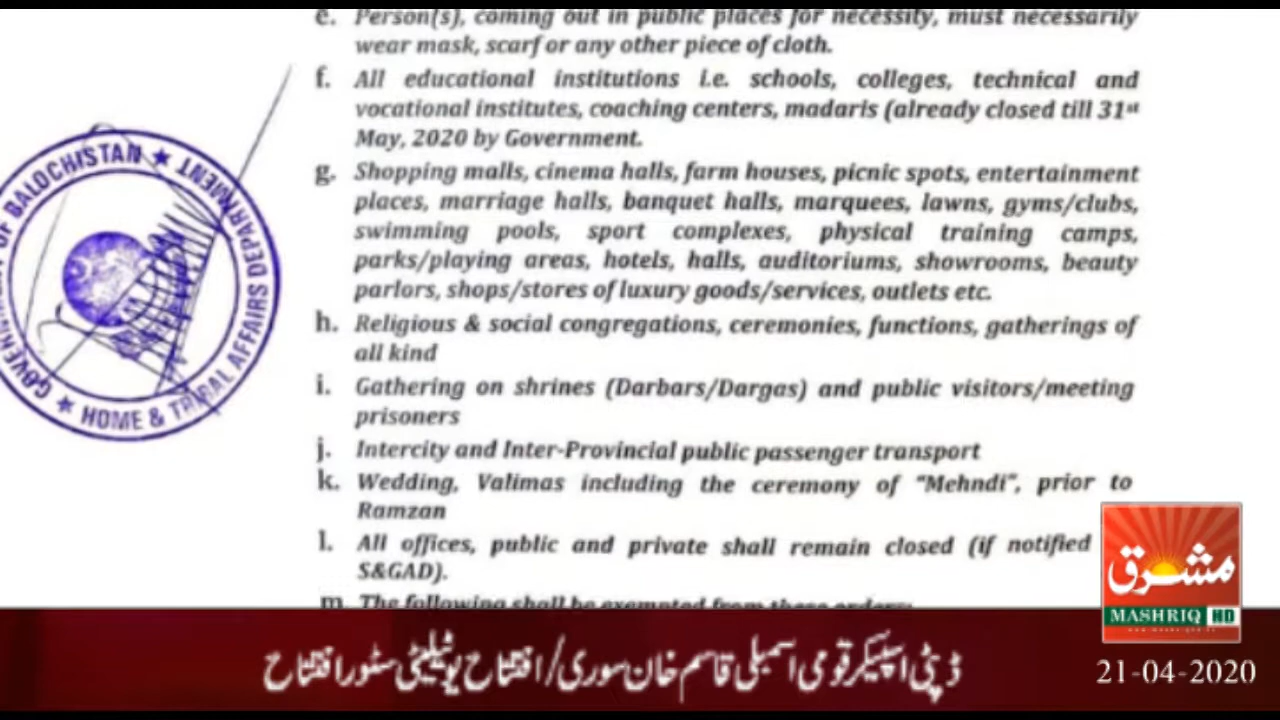 e. Person(s), coming out in public places for necessity, must necessarily
wear mask, scarf or any other piece of cloth.
f. All educational institutions i.e. schools, colleges, technical and
vocational institutes, coaching centers, madaris (already closed till 31st
May, 2020 by Government.
g. Shopping malls, cinema halls, farm houses, picnic spots, entertainment
places, marriage halls, banquet halls, marquees, lawns, gyms/clubs,
swimming pools, sport complexes, physical training camps,
parks/playing areas, hotels, halls, auditoriums, showrooms, beauty
parlors, shops/stores of luxury goods/services, outlets etc.
h. Religious & social congregations, ceremonies, functions, gatherings of
all kind
i. Gathering on shrines (Darbars/Dargas) and public visitors/meeting
prisoners
j. Intercity and Inter-Provincial public passenger transport
k. Wedding, Valimas including the ceremony of "Mehndi", prior to
Ramzan
l. All offices, public and private shall remain closed (if notified
S&GAD).
m. The following shall be exempted from these orders:
GOVERNMENT OF BALOCHISTAN ★ HOME & TRIBAL AFFAIRS DEPARTMENT ★
مشرق
MASHRIQ HD
ڈپٹی اسپیکر قومی اسمبلی قاسم خان سوری/افتتاح یوٹیلیٹی سٹور افتتاح
21-04-2020